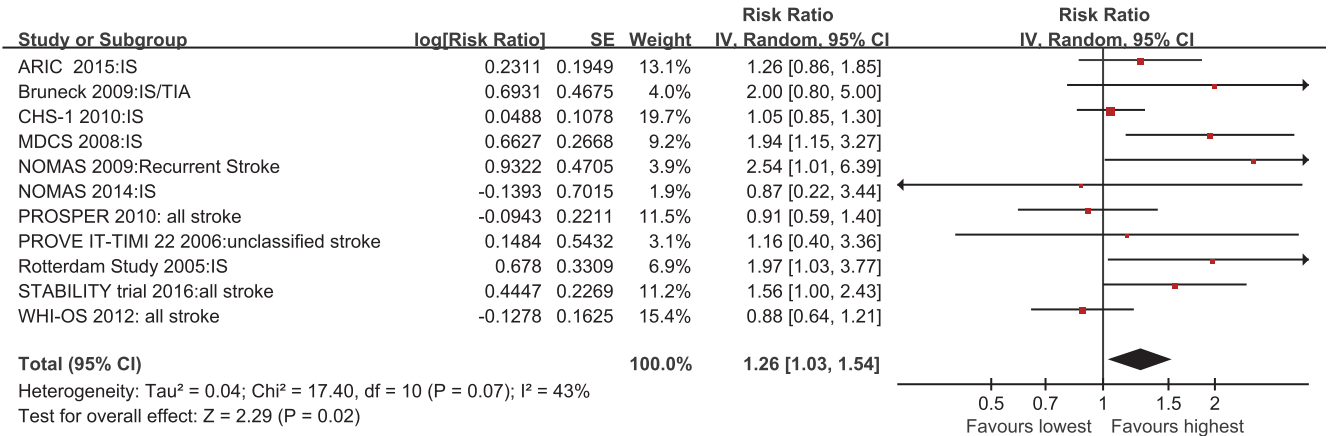 Risk Ratio Risk Ratio
Study or Subgroup log[Risk Ratio] SE Weight IV, Random, 95% CI IV, Random, 95% CI
ARIC 2015:IS 0.2311 0.1949 13.1% 1.26 [0.86, 1.85]
Bruneck 2009:IS/TIA 0.6931 0.4675 4.0% 2.00 [0.80, 5.00]
CHS-1 2010:IS 0.0488 0.1078 19.7% 1.05 [0.85, 1.30]
MDCS 2008:IS 0.6627 0.2668 9.2% 1.94 [1.15, 3.27]
NOMAS 2009:Recurrent Stroke 0.9322 0.4705 3.9% 2.54 [1.01, 6.39]
NOMAS 2014:IS -0.1393 0.7015 1.9% 0.87 [0.22, 3.44]
PROSPER 2010: all stroke -0.0943 0.2211 11.5% 0.91 [0.59, 1.40]
PROVE IT-TIMI 22 2006:unclassified stroke 0.1484 0.5432 3.1% 1.16 [0.40, 3.36]
Rotterdam Study 2005:IS 0.678 0.3309 6.9% 1.97 [1.03, 3.77]
STABILITY trial 2016:all stroke 0.4447 0.2269 11.2% 1.56 [1.00, 2.43]
WHI-OS 2012: all stroke -0.1278 0.1625 15.4% 0.88 [0.64, 1.21]
Total (95% CI) 100.0% 1.26 [1.03, 1.54]
Heterogeneity: Tau² = 0.04; Chi² = 17.40, df = 10 (P = 0.07); I² = 43%
Test for overall effect: Z = 2.29 (P = 0.02)
0.5 0.7 1 1.5 2
Favours lowest Favours highest